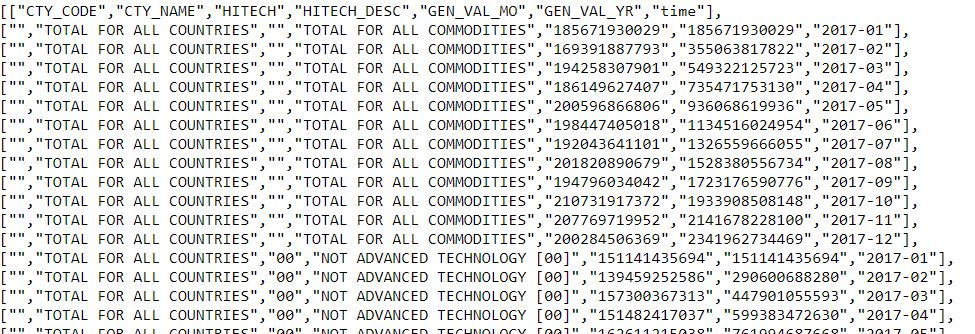 [["CTY_CODE","CTY_NAME","HITECH","HITECH_DESC","GEN_VAL_MO","GEN_VAL_YR","time"],
["","TOTAL FOR ALL COUNTRIES","","TOTAL FOR ALL COMMODITIES","185671930029","185671930029","2017-01"],
["","TOTAL FOR ALL COUNTRIES","","TOTAL FOR ALL COMMODITIES","169391887793","355063817822","2017-02"],
["","TOTAL FOR ALL COUNTRIES","","TOTAL FOR ALL COMMODITIES","194258307901","549322125723","2017-03"],
["","TOTAL FOR ALL COUNTRIES","","TOTAL FOR ALL COMMODITIES","186149627407","735471753130","2017-04"],
["","TOTAL FOR ALL COUNTRIES","","TOTAL FOR ALL COMMODITIES","200596866806","936068619936","2017-05"],
["","TOTAL FOR ALL COUNTRIES","","TOTAL FOR ALL COMMODITIES","198447405018","1134516024954","2017-06"],
["","TOTAL FOR ALL COUNTRIES","","TOTAL FOR ALL COMMODITIES","192043641101","1326559666055","2017-07"],
["","TOTAL FOR ALL COUNTRIES","","TOTAL FOR ALL COMMODITIES","201820890679","1528380556734","2017-08"],
["","TOTAL FOR ALL COUNTRIES","","TOTAL FOR ALL COMMODITIES","194796034042","1723176590776","2017-09"],
["","TOTAL FOR ALL COUNTRIES","","TOTAL FOR ALL COMMODITIES","210731917372","1933908508148","2017-10"],
["","TOTAL FOR ALL COUNTRIES","","TOTAL FOR ALL COMMODITIES","207769719952","2141678228100","2017-11"],
["","TOTAL FOR ALL COUNTRIES","","TOTAL FOR ALL COMMODITIES","200284506369","2341962734469","2017-12"],
["","TOTAL FOR ALL COUNTRIES","00","NOT ADVANCED TECHNOLOGY [00]","151141435694","151141435694","2017-01"],
["","TOTAL FOR ALL COUNTRIES","00","NOT ADVANCED TECHNOLOGY [00]","139459252586","290600688280","2017-02"],
["","TOTAL FOR ALL COUNTRIES","00","NOT ADVANCED TECHNOLOGY [00]","157300367313","447901055593","2017-03"],
["","TOTAL FOR ALL COUNTRIES","00","NOT ADVANCED TECHNOLOGY [00]","151482417037","599383472630","2017-04"],
["","TOTAL FOR ALL COUNTRIES","00","NOT ADVANCED TECHNOLOGY [00]","162611215038","761994687668","2017-05"],